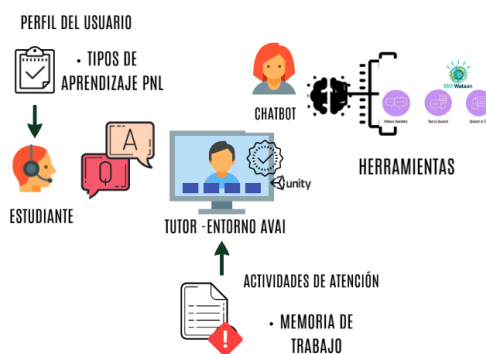 PERFIL DEL USUARIO
• TIPOS DE
APRENDIZAJE PNL
ESTUDIANTE
A
Q
CHATBOT
IBM Watson
HERRAMIENTAS
unity
TUTOR -ENTORNO AVAI
ACTIVIDADES DE ATENCIÓN
• MEMORIA DE
TRABAJO
!